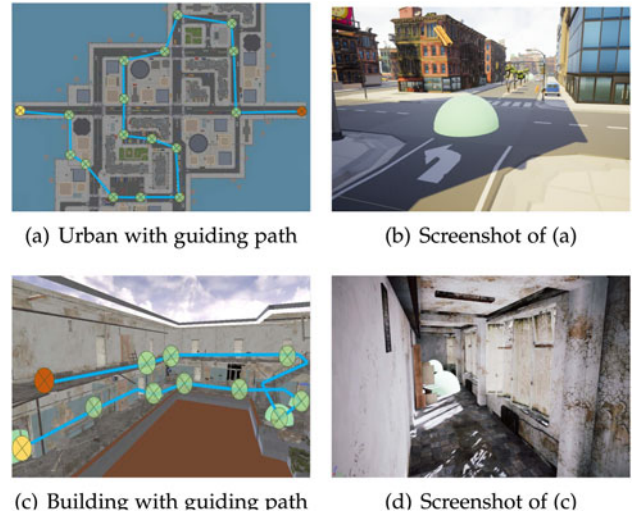 (a) Urban with guiding path
(b) Screenshot of (a)
(c) Building with guiding path
(d) Screenshot of (c)